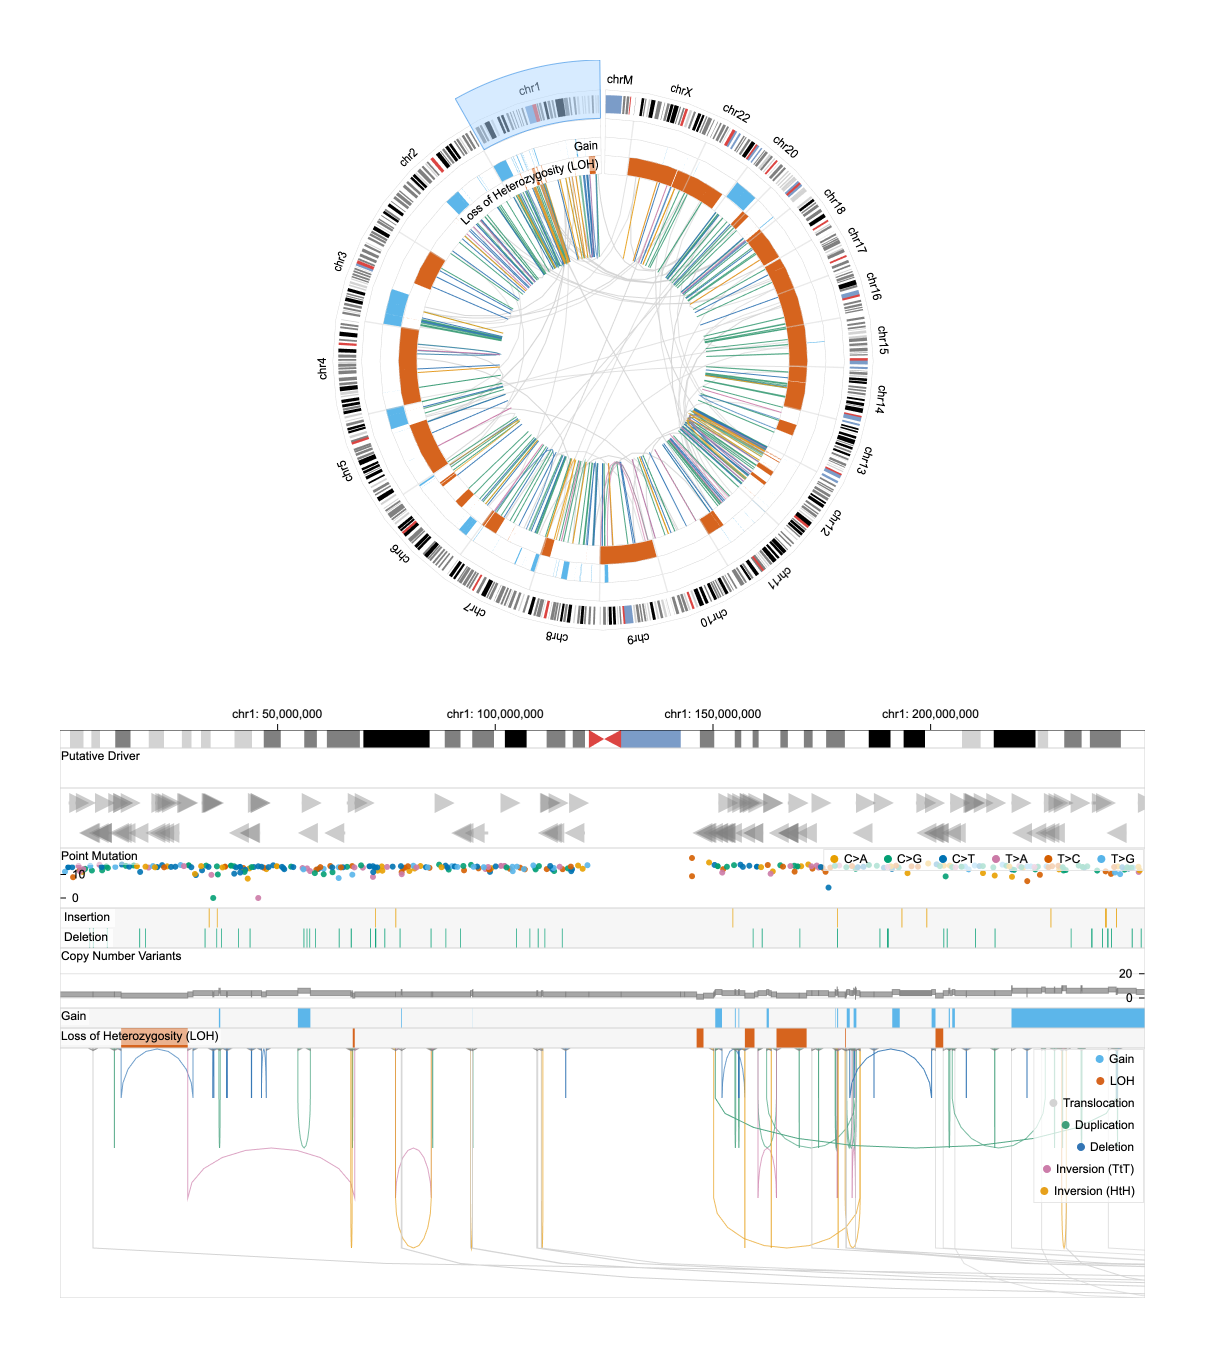 chrM
chr1
chrX
chr22
chr20
Gain
chr2
Loss of Heterozygosity (LOH)
chr18
chr17
chr3
chr16
chr15
chr4
chr14
chr5
chr13
chr12
chr6
chr11
chr7
chr10
chr8
chr9
chr1: 50,000,000 chr1: 100,000,000 chr1: 150,000,000 chr1: 200,000,000
Putative Driver
Point Mutation
C>A C>G C>T T>A T>C T>G
10
0
Insertion
Deletion
Copy Number Variants
20
0
Gain
Loss of Heterozygosity (LOH)
Gain
LOH
Translocation
Duplication
Deletion
Inversion (TtT)
Inversion (HtH)